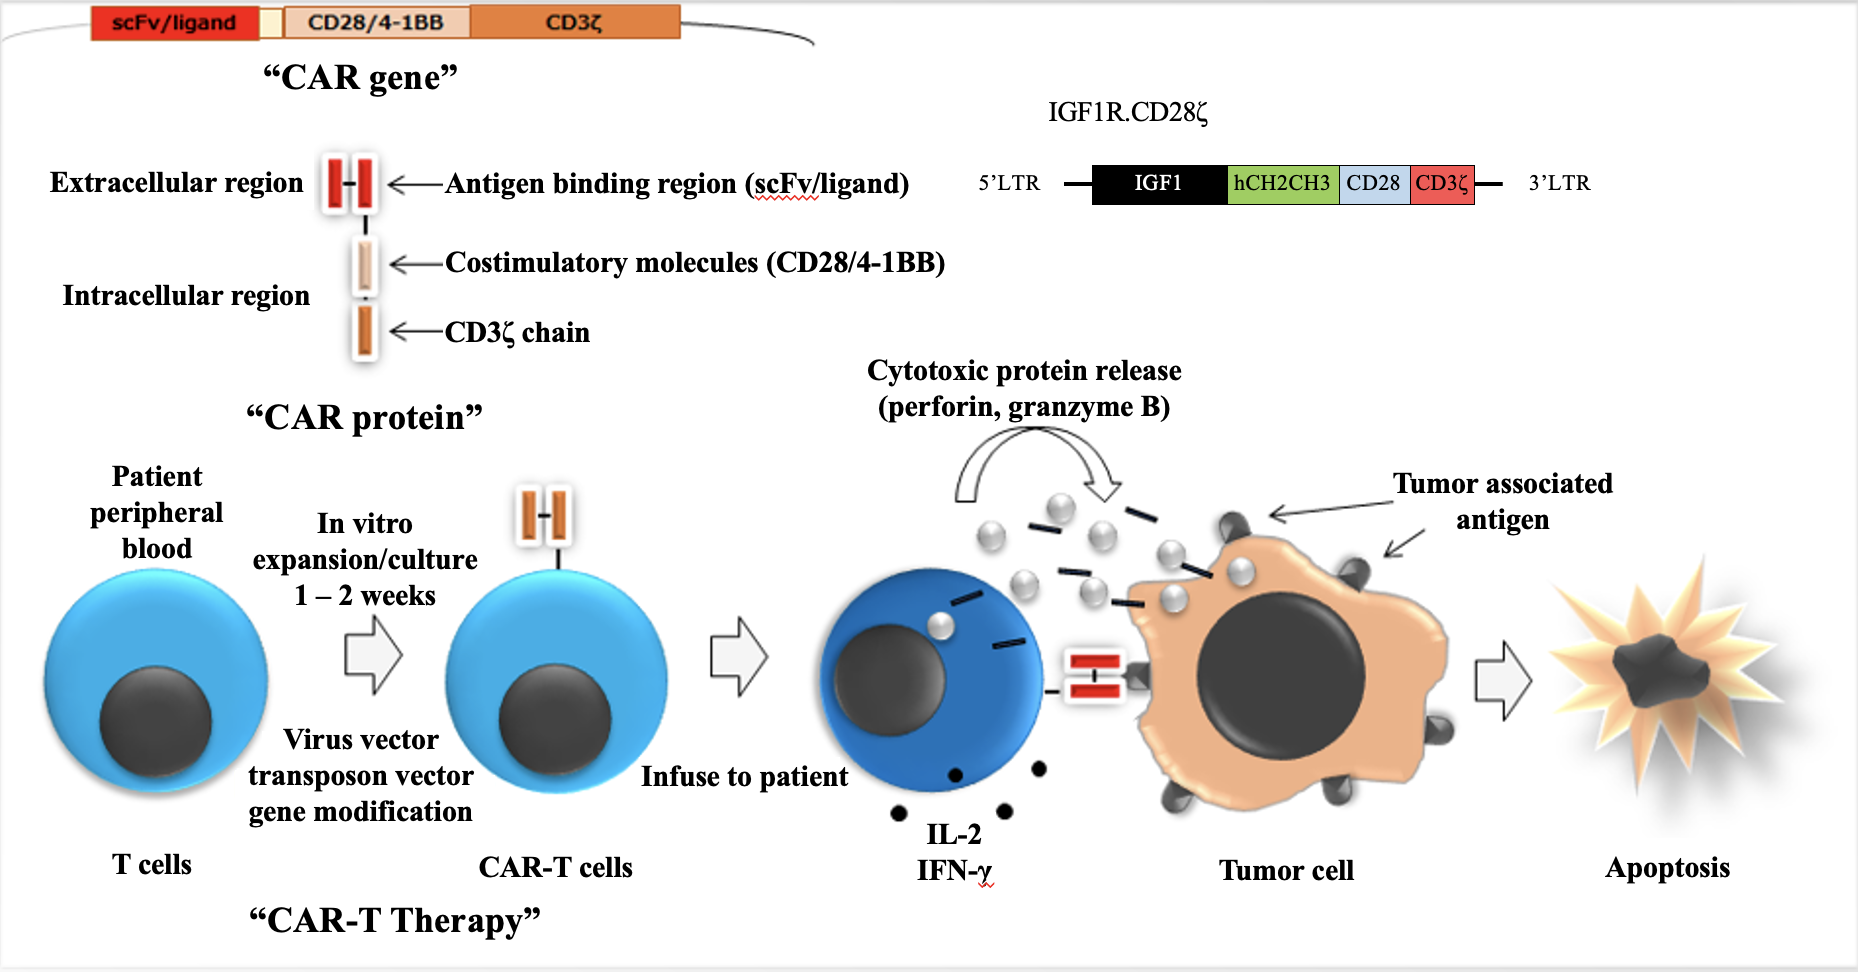 scFv/ligand CD28/4-1BB CD3ζ
“CAR gene”
IGF1R.CD28ζ
Extracellular region
Antigen binding region (scFv/ligand)
5’LTR IGF1 hCH2CH3 CD28 CD3ζ 3’LTR
Costimulatory molecules (CD28/4-1BB)
Intracellular region
CD3ζ chain
“CAR protein”
Cytotoxic protein release
(perforin, granzyme B)
Patient
peripheral
blood
In vitro
expansion/culture
1 – 2 weeks
Tumor associated
antigen
Virus vector
transposon vector
gene modification
Infuse to patient
IL-2
IFN-γ
T cells
CAR-T cells
Tumor cell
Apoptosis
“CAR-T Therapy”